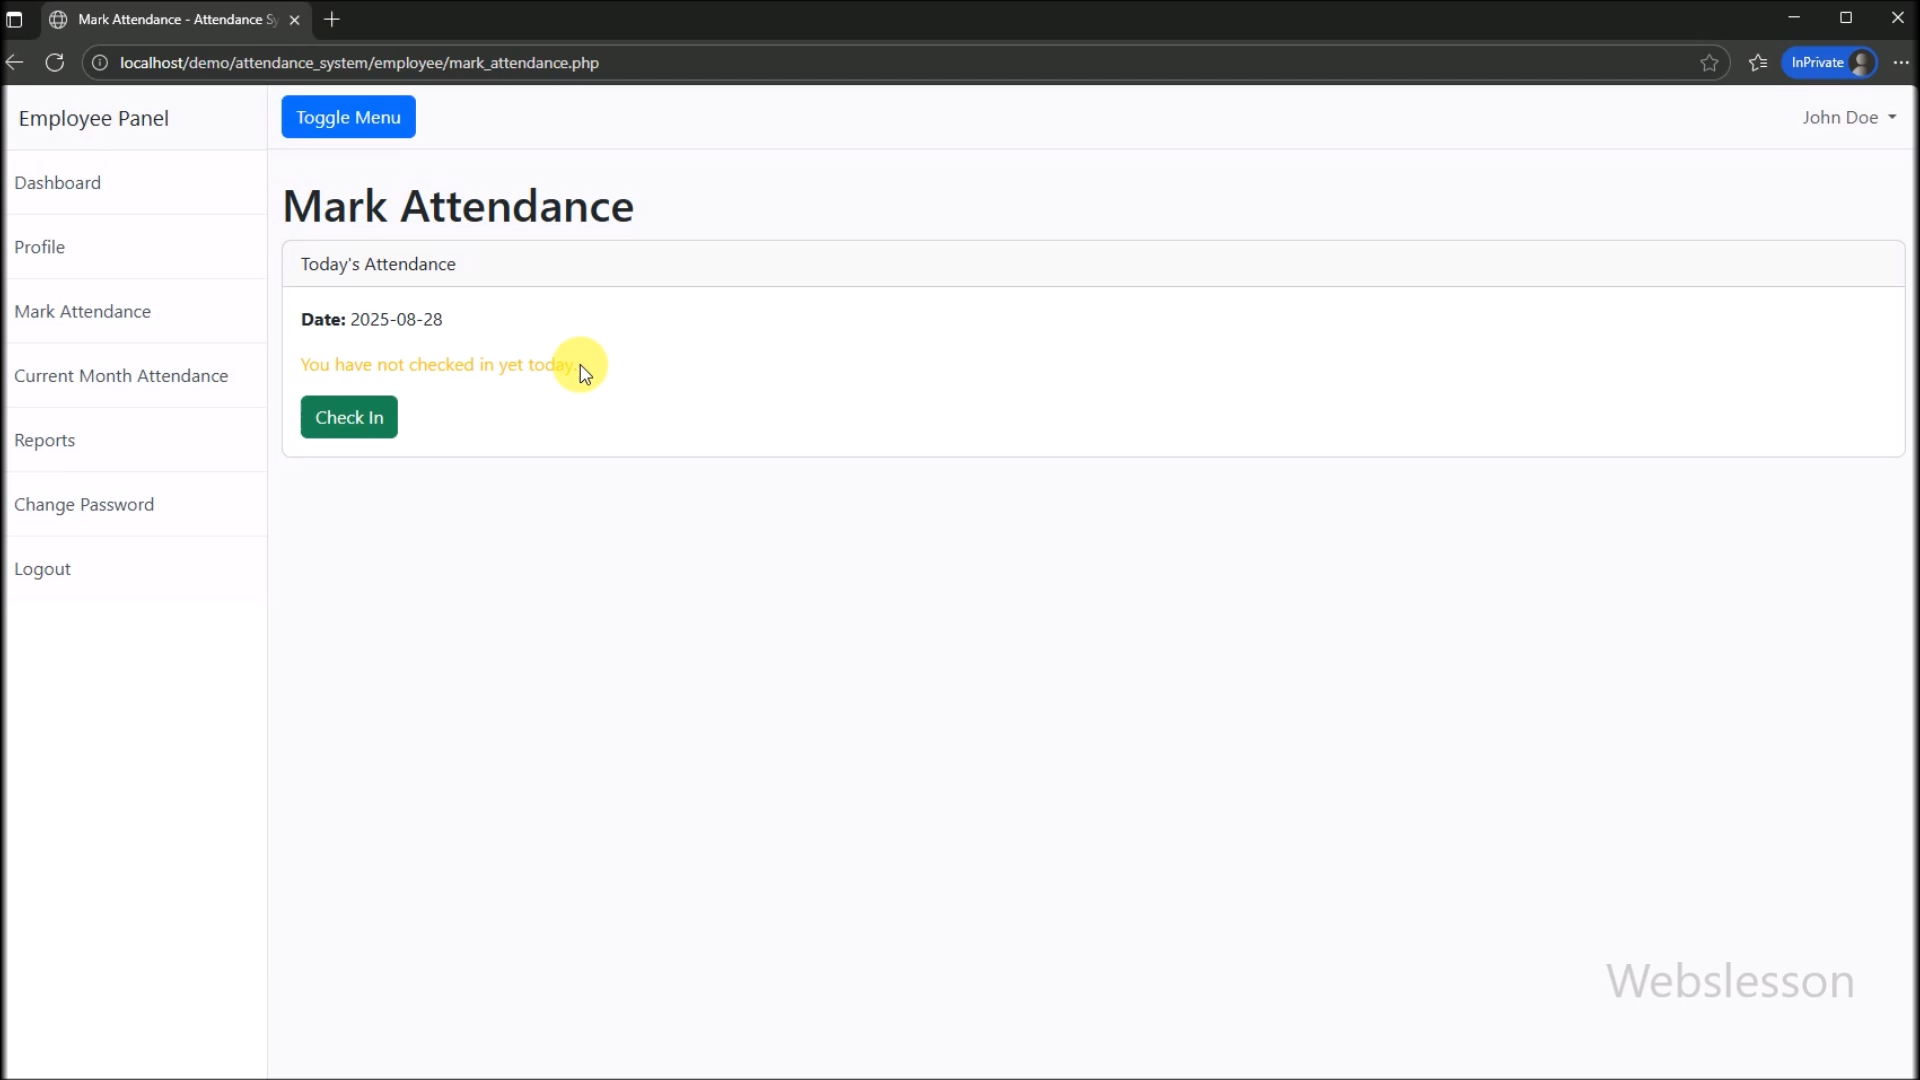 Mark Attendance - Attendance Sy
localhost/demo/attendance_system/employee/mark_attendance.php
InPrivate
Employee Panel
Toggle Menu
John Doe
Dashboard
Profile
Mark Attendance
Current Month Attendance
Reports
Change Password
Logout
Mark Attendance
Today's Attendance
Date: 2025-08-28
You have not checked in yet today.
Check In
Webslesson